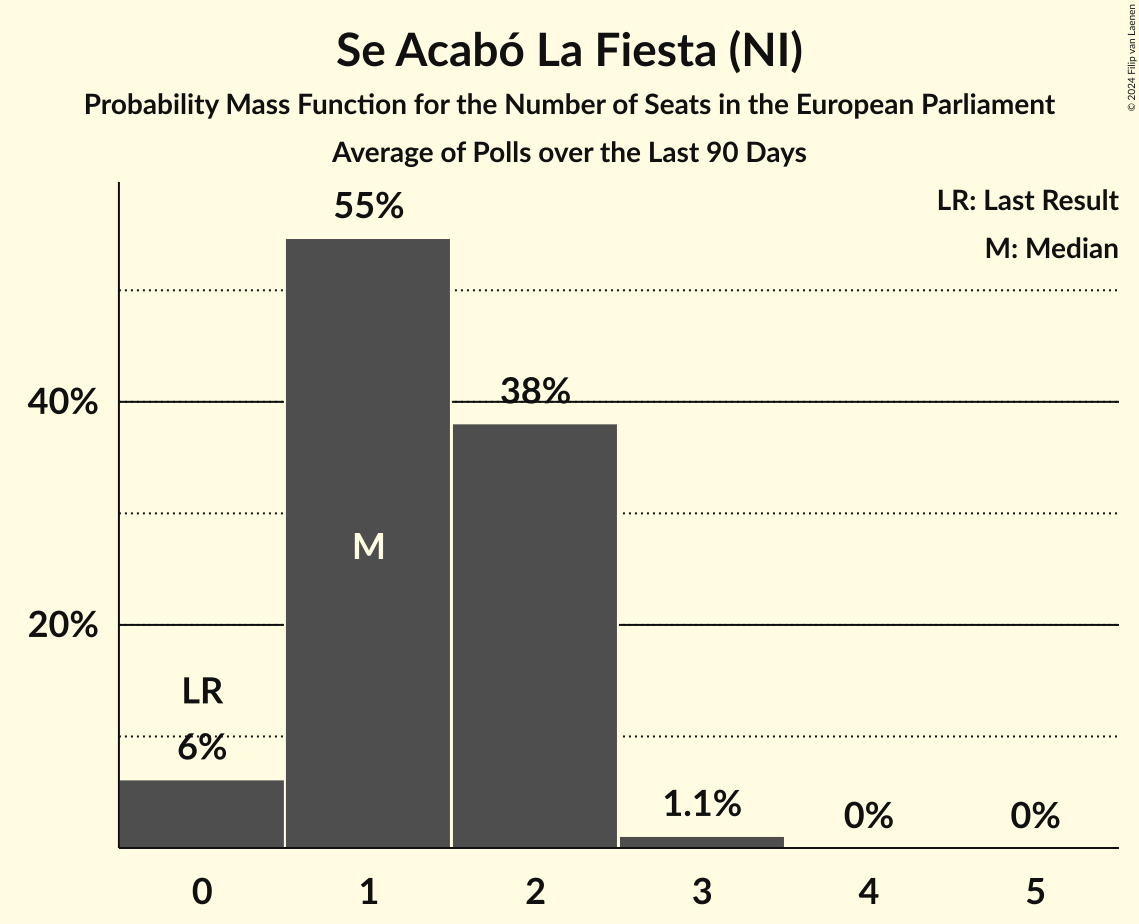 Se Acabó La Fiesta (NI)
Probability Mass Function for the Number of Seats in the European Parliament
Average of Polls over the Last 90 Days
© 2024 Filip van Laenen
LR: Last Result
M: Median
55%
38%
40%
M
20%
LR
6%
1.1%
0%
0%
0 1 2 3 4 5